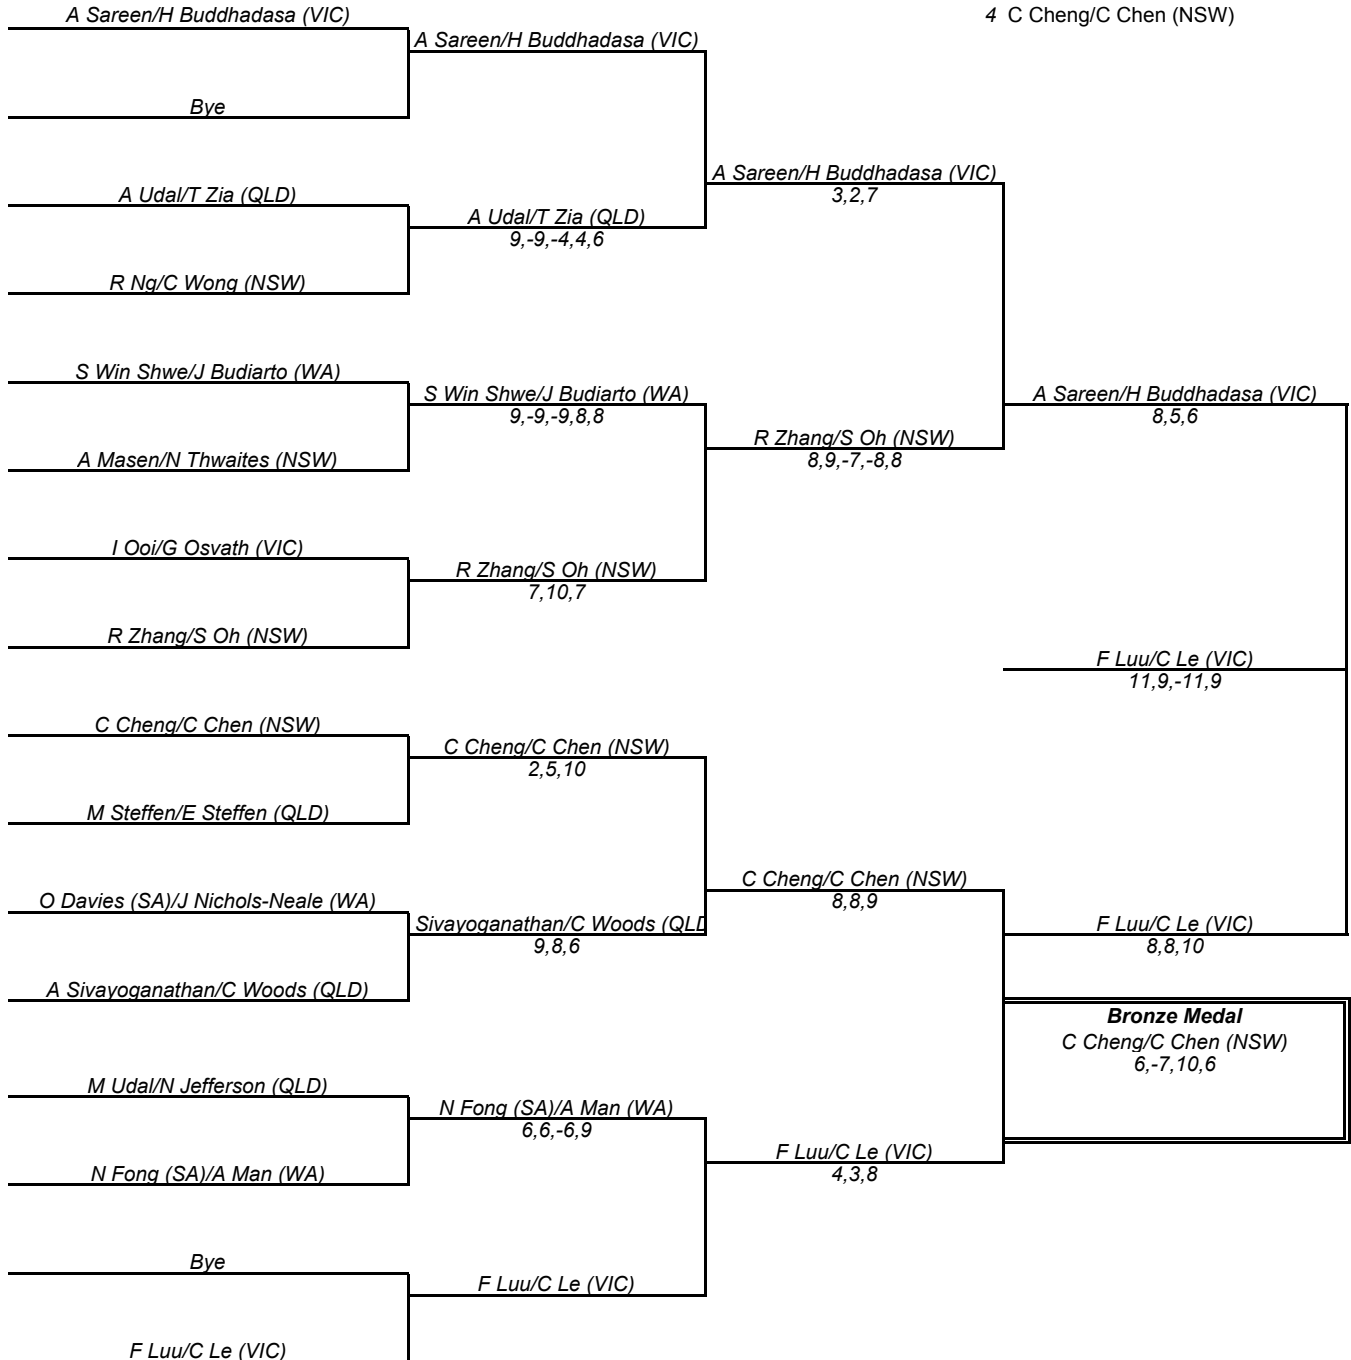 A Sareen/H Buddhadasa (VIC)
4 C Cheng/C Chen (NSW)
A Sareen/H Buddhadasa (VIC)
Bye
A Sareen/H Buddhadasa (VIC)
3,2,7
A Udal/T Zia (QLD)
A Udal/T Zia (QLD)
9,-9,-4,4,6
R Ng/C Wong (NSW)
S Win Shwe/J Budiarto (WA)
S Win Shwe/J Budiarto (WA)
9,-9,-9,8,8
A Sareen/H Buddhadasa (VIC)
8,5,6
R Zhang/S Oh (NSW)
8,9,-7,-8,8
A Masen/N Thwaites (NSW)
I Ooi/G Osvath (VIC)
R Zhang/S Oh (NSW)
7,10,7
R Zhang/S Oh (NSW)
F Luu/C Le (VIC)
11,9,-11,9
C Cheng/C Chen (NSW)
C Cheng/C Chen (NSW)
2,5,10
M Steffen/E Steffen (QLD)
C Cheng/C Chen (NSW)
8,8,9
O Davies (SA)/J Nichols-Neale (WA)
Sivayoganathan/C Woods (QLD
9,8,6
F Luu/C Le (VIC)
8,8,10
A Sivayoganathan/C Woods (QLD)
Bronze Medal
C Cheng/C Chen (NSW)
6,-7,10,6
M Udal/N Jefferson (QLD)
N Fong (SA)/A Man (WA)
6,6,-6,9
F Luu/C Le (VIC)
4,3,8
N Fong (SA)/A Man (WA)
Bye
F Luu/C Le (VIC)
F Luu/C Le (VIC)